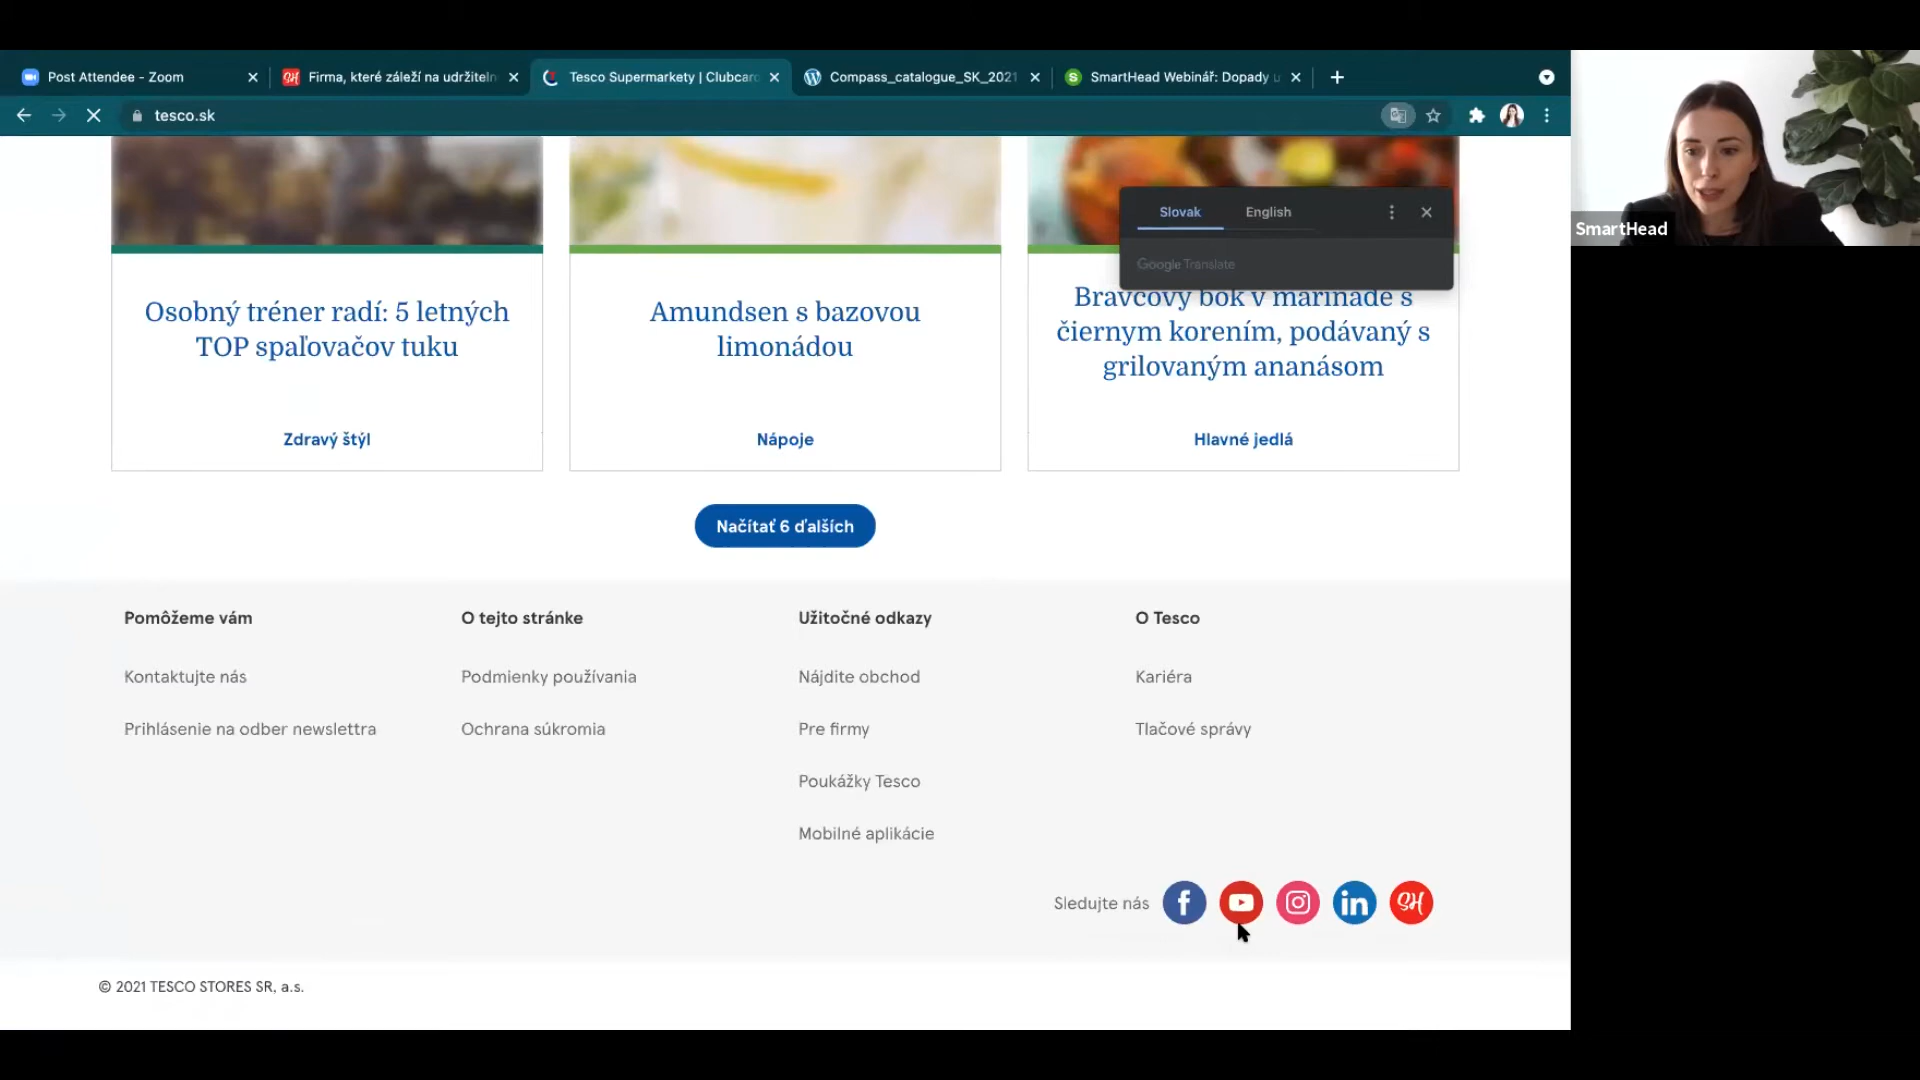 Post Attendee - Zoom
Firma, které záleží na udržiteln
Tesco Supermarkety | Clubcard
Compass_catalogue_SK_2021
SmartHead Webinář: Dopady u
tesco.sk
SmartHead
Slovak English
Google Translate
Osobný tréner radí: 5 letných
TOP spaľovačov tuku
Zdravý štýl
Amundsen s bazovou
limonádou
Nápoje
Bravčový bok v marináde s
čiernym korením, podávaný s
grilovaným ananásom
Hlavné jedlá
Načítať 6 ďalších
Pomôžeme vám
Kontaktujte nás
Prihlásenie na odber newslettra
O tejto stránke
Podmienky používania
Ochrana súkromia
Užitočné odkazy
Nájdite obchod
Pre firmy
Poukážky Tesco
Mobilné aplikácie
O Tesco
Kariéra
Tlačové správy
Sledujte nás
SH
© 2021 TESCO STORES SR, a.s.